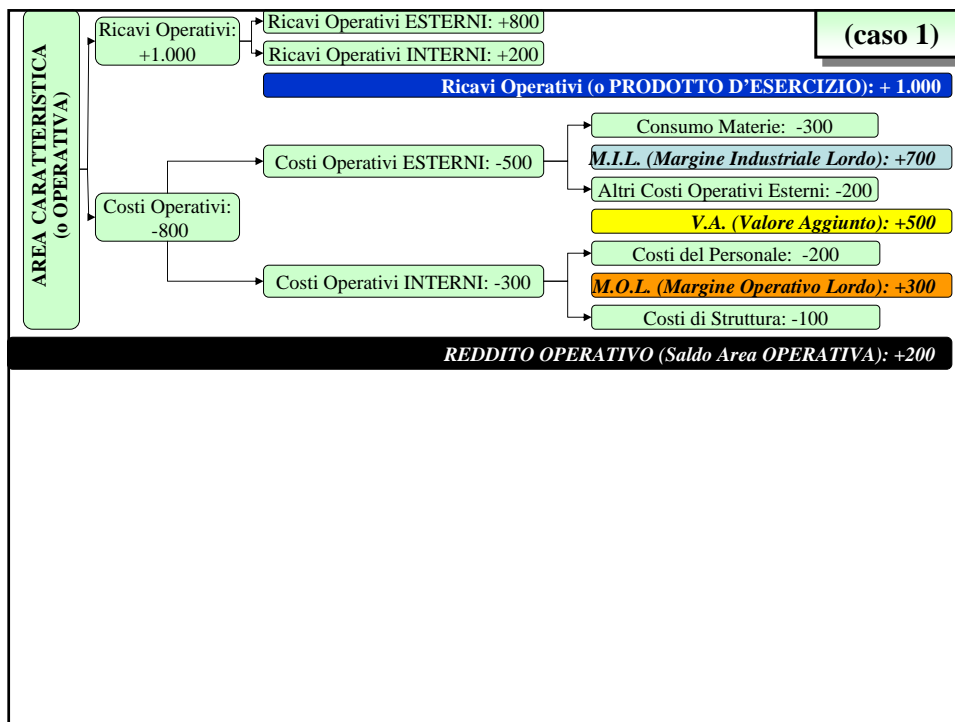 AREA CARATTERISTICA
(o OPERATIVA)
Ricavi Operativi:
+1.000
Ricavi Operativi ESTERNI: +800
Ricavi Operativi INTERNI: +200
(caso 1)
Ricavi Operativi (o PRODOTTO D'ESERCIZIO): + 1.000
Costi Operativi:
-800
Costi Operativi ESTERNI: -500
Consumo Materie: -300
M.I.L. (Margine Industriale Lordo): +700
Altri Costi Operativi Esterni: -200
V.A. (Valore Aggiunto): +500
Costi Operativi INTERNI: -300
Costi del Personale: -200
M.O.L. (Margine Operativo Lordo): +300
Costi di Struttura: -100
REDDITO OPERATIVO (Saldo Area OPERATIVA): +200